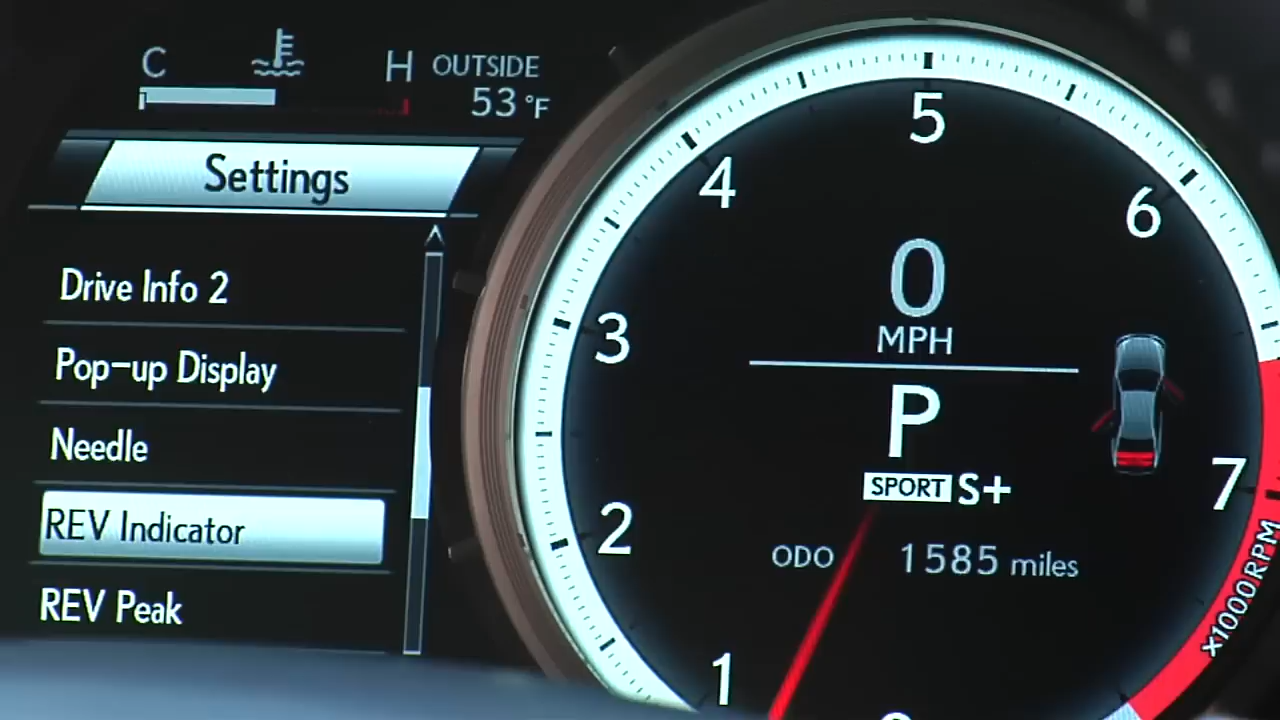 C H OUTSIDE
53 °F
Settings
Drive Info 2
Pop-up Display
Needle
REV Indicator
REV Peak
5
4
6
3
2
7
1
0
MPH
P
SPORT S+
ODO 1585 miles
x1000RPM